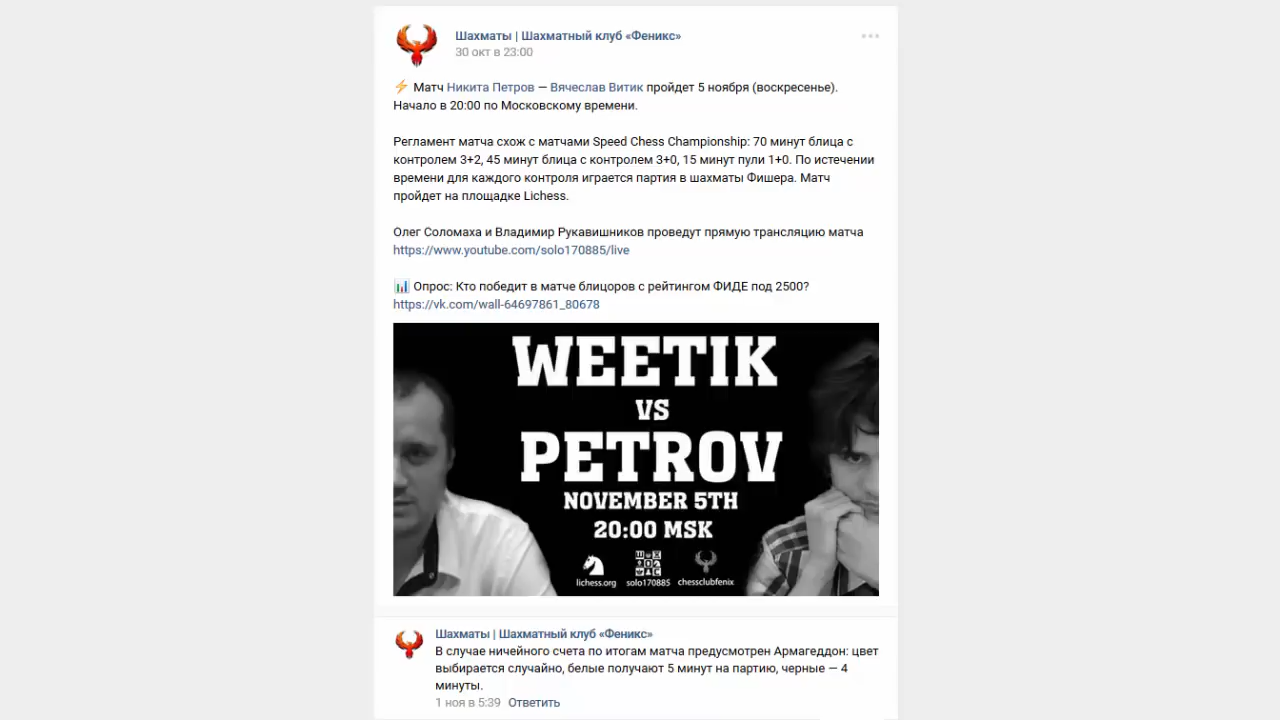 Шахматы | Шахматный клуб «Феникс»
30 окт в 23:00
⚡ Матч Никита Петров — Вячеслав Витик пройдет 5 ноября (воскресенье).
Начало в 20:00 по Московскому времени.
Регламент матча схож с матчами Speed Chess Championship: 70 минут блица с
контролем 3+2, 45 минут блица с контролем 3+0, 15 минут пули 1+0. По истечении
времени для каждого контроля играется партия в шахматы Фишера. Матч
пройдет на площадке Lichess.
Олег Соломаха и Владимир Рукавишников проведут прямую трансляцию матча
https://www.youtube.com/solo170885/live
📊 Опрос: Кто победит в матче блицоров с рейтингом ФИДЕ под 2500?
https://vk.com/wall-64697861_80678
WEETIK
VS
PETROV
NOVEMBER 5TH
20:00 MSK
lichess.org solo170885 chessclubfenix
Шахматы | Шахматный клуб «Феникс»
В случае ничейного счета по итогам матча предусмотрен Армагеддон: цвет
выбирается случайно, белые получают 5 минут на партию, черные — 4
минуты.
1 ноя в 5:39 Ответить